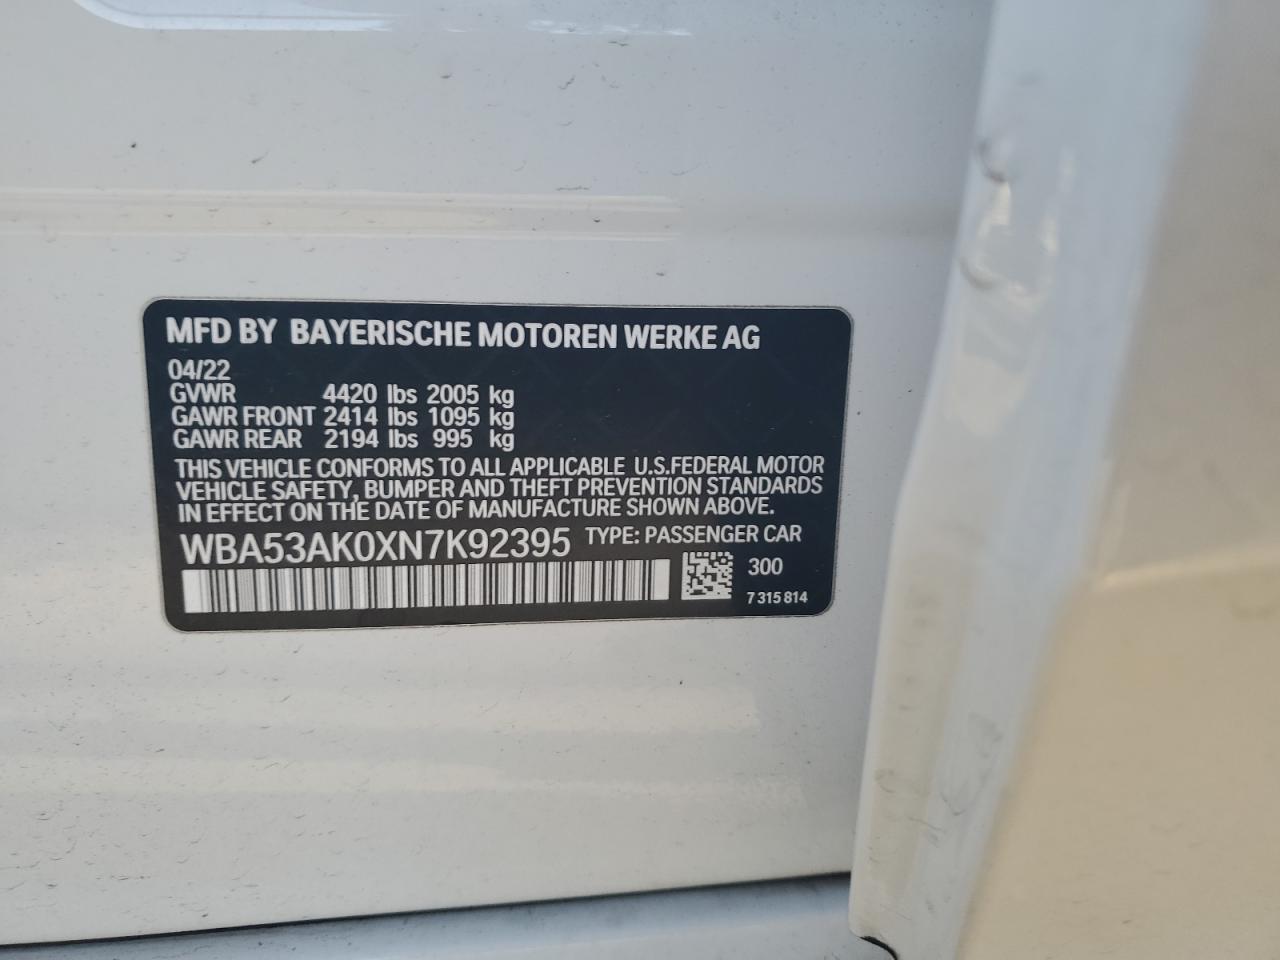 MFD BY BAYERISCHE MOTOREN WERKE AG
04/22
GVWR 4420 lbs 2005 kg
GAWR FRONT 2414 lbs 1095 kg
GAWR REAR 2194 lbs 995 kg
THIS VEHICLE CONFORMS TO ALL APPLICABLE U.S.FEDERAL MOTOR
VEHICLE SAFETY, BUMPER AND THEFT PREVENTION STANDARDS
IN EFFECT ON THE DATE OF MANUFACTURE SHOWN ABOVE.
WBA53AK0XN7K92395 TYPE: PASSENGER CAR
300
7 315 814